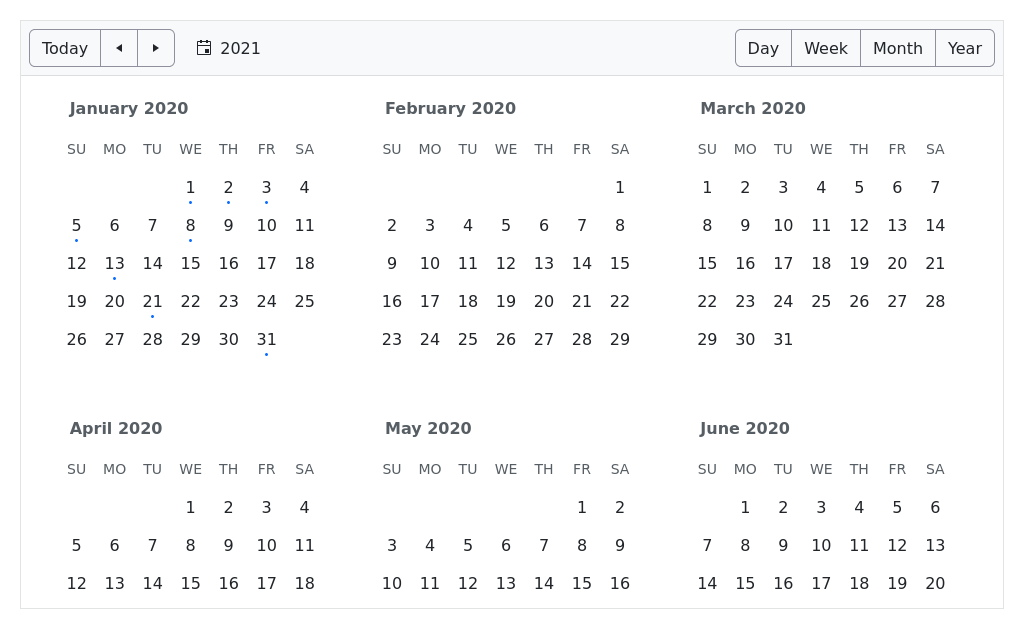 Today 2021 Day Week Month Year
January 2020 February 2020 March 2020
SU MO TU WE TH FR SA SU MO TU WE TH FR SA SU MO TU WE TH FR SA
1 2 3 4 1 1 2 3 4 5 6 7
5 6 7 8 9 10 11 2 3 4 5 6 7 8 8 9 10 11 12 13 14
12 13 14 15 16 17 18 9 10 11 12 13 14 15 15 16 17 18 19 20 21
19 20 21 22 23 24 25 16 17 18 19 20 21 22 22 23 24 25 26 27 28
26 27 28 29 30 31 23 24 25 26 27 28 29 29 30 31
April 2020 May 2020 June 2020
SU MO TU WE TH FR SA SU MO TU WE TH FR SA SU MO TU WE TH FR SA
1 2 3 4 1 2 1 2 3 4 5 6
5 6 7 8 9 10 11 3 4 5 6 7 8 9 7 8 9 10 11 12 13
12 13 14 15 16 17 18 10 11 12 13 14 15 16 14 15 16 17 18 19 20